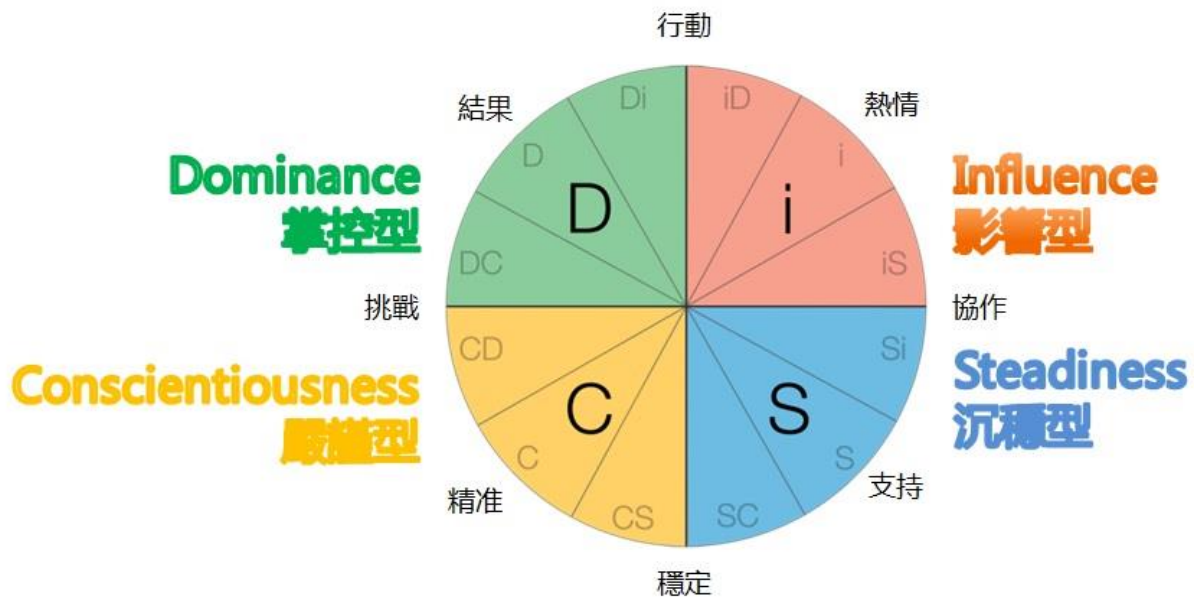 行動
結果
熱情
Di
iD
D
i
Dominance
掌控型
D
i
Influence
影響型
DC
iS
挑戰
協作
CD
Si
Conscientiousness
嚴謹型
C
S
Steadiness
沉穩型
C
S
精准
支持
CS
SC
穩定